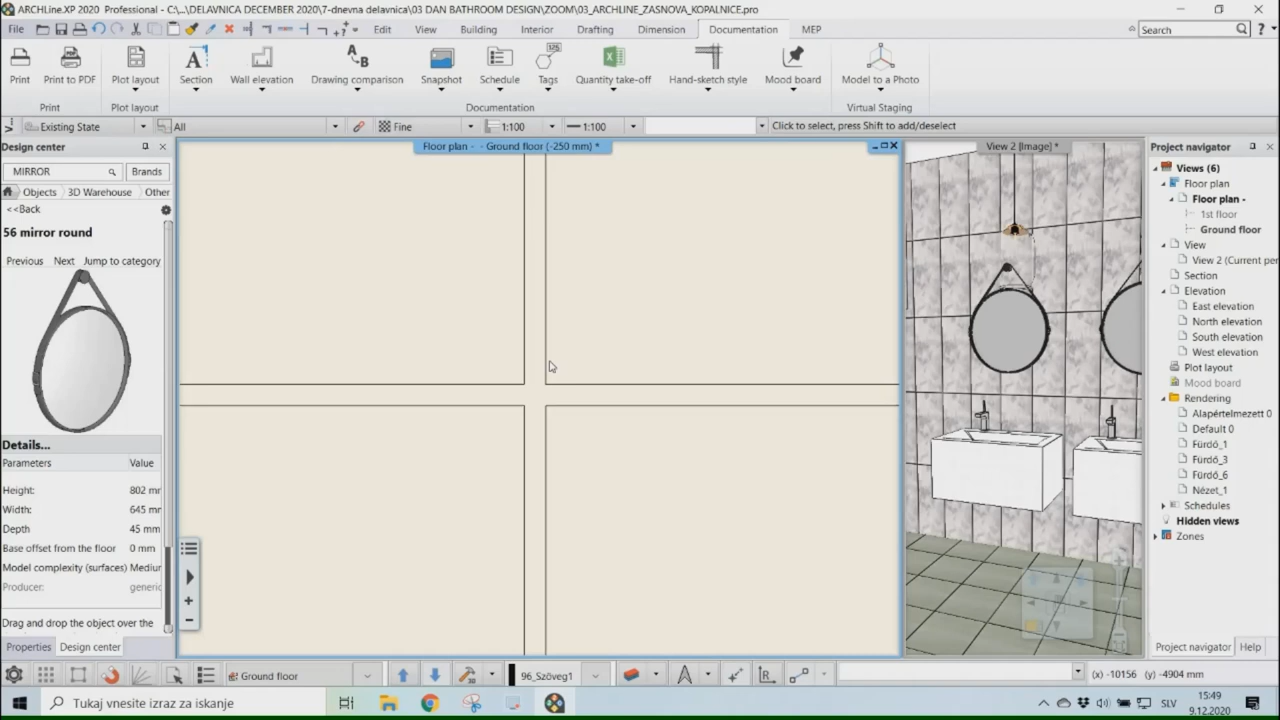 ARCHLine.XP 2020 Professional - C:\...\DELAVNICA DECEMBER 2020\7-dnevna delavnica\03 DAN BATHROOM DESIGN\ZOOM\03_ARCHLINE_ZASNOVA_KOPALNICE.pro
File Edit View Building Interior Drafting Dimension Documentation MEP Search
Print Print to PDF Plot layout Section Wall elevation Drawing comparison Snapshot Schedule Tags Quantity take-off Hand-sketch style Mood board Model to a Photo
Print Plot layout Documentation Virtual Staging
Existing State All Fine 1:100 1:100 Click to select, press Shift to add/deselect
Design center
MIRROR Brands
Objects 3D Warehouse Other
<<Back
56 mirror round
Previous Next Jump to category
Details...
Parameters Value
Height: 802 mm
Width: 645 mm
Depth 45 mm
Base offset from the floor 0 mm
Model complexity (surfaces) Medium
Producer: generic
Drag and drop the object over the
Properties Design center
Floor plan - - Ground floor (-250 mm) *
View 2 [Image] *
Project navigator
Views (6)
Floor plan
Floor plan -
1st floor
Ground floor
View
View 2 (Current per
Section
Elevation
East elevation
North elevation
South elevation
West elevation
Plot layout
Mood board
Rendering
Alapértelmezett 0
Default 0
Fürdő_1
Fürdő_3
Fürdő_6
Nézet_1
Schedules
Hidden views
Zones
Project navigator Help
Ground floor 96_Szöveg1 (x) -10156 (y) -4904 mm
Tukaj vnesite izraz za iskanje SLV 15:49
9.12.2020